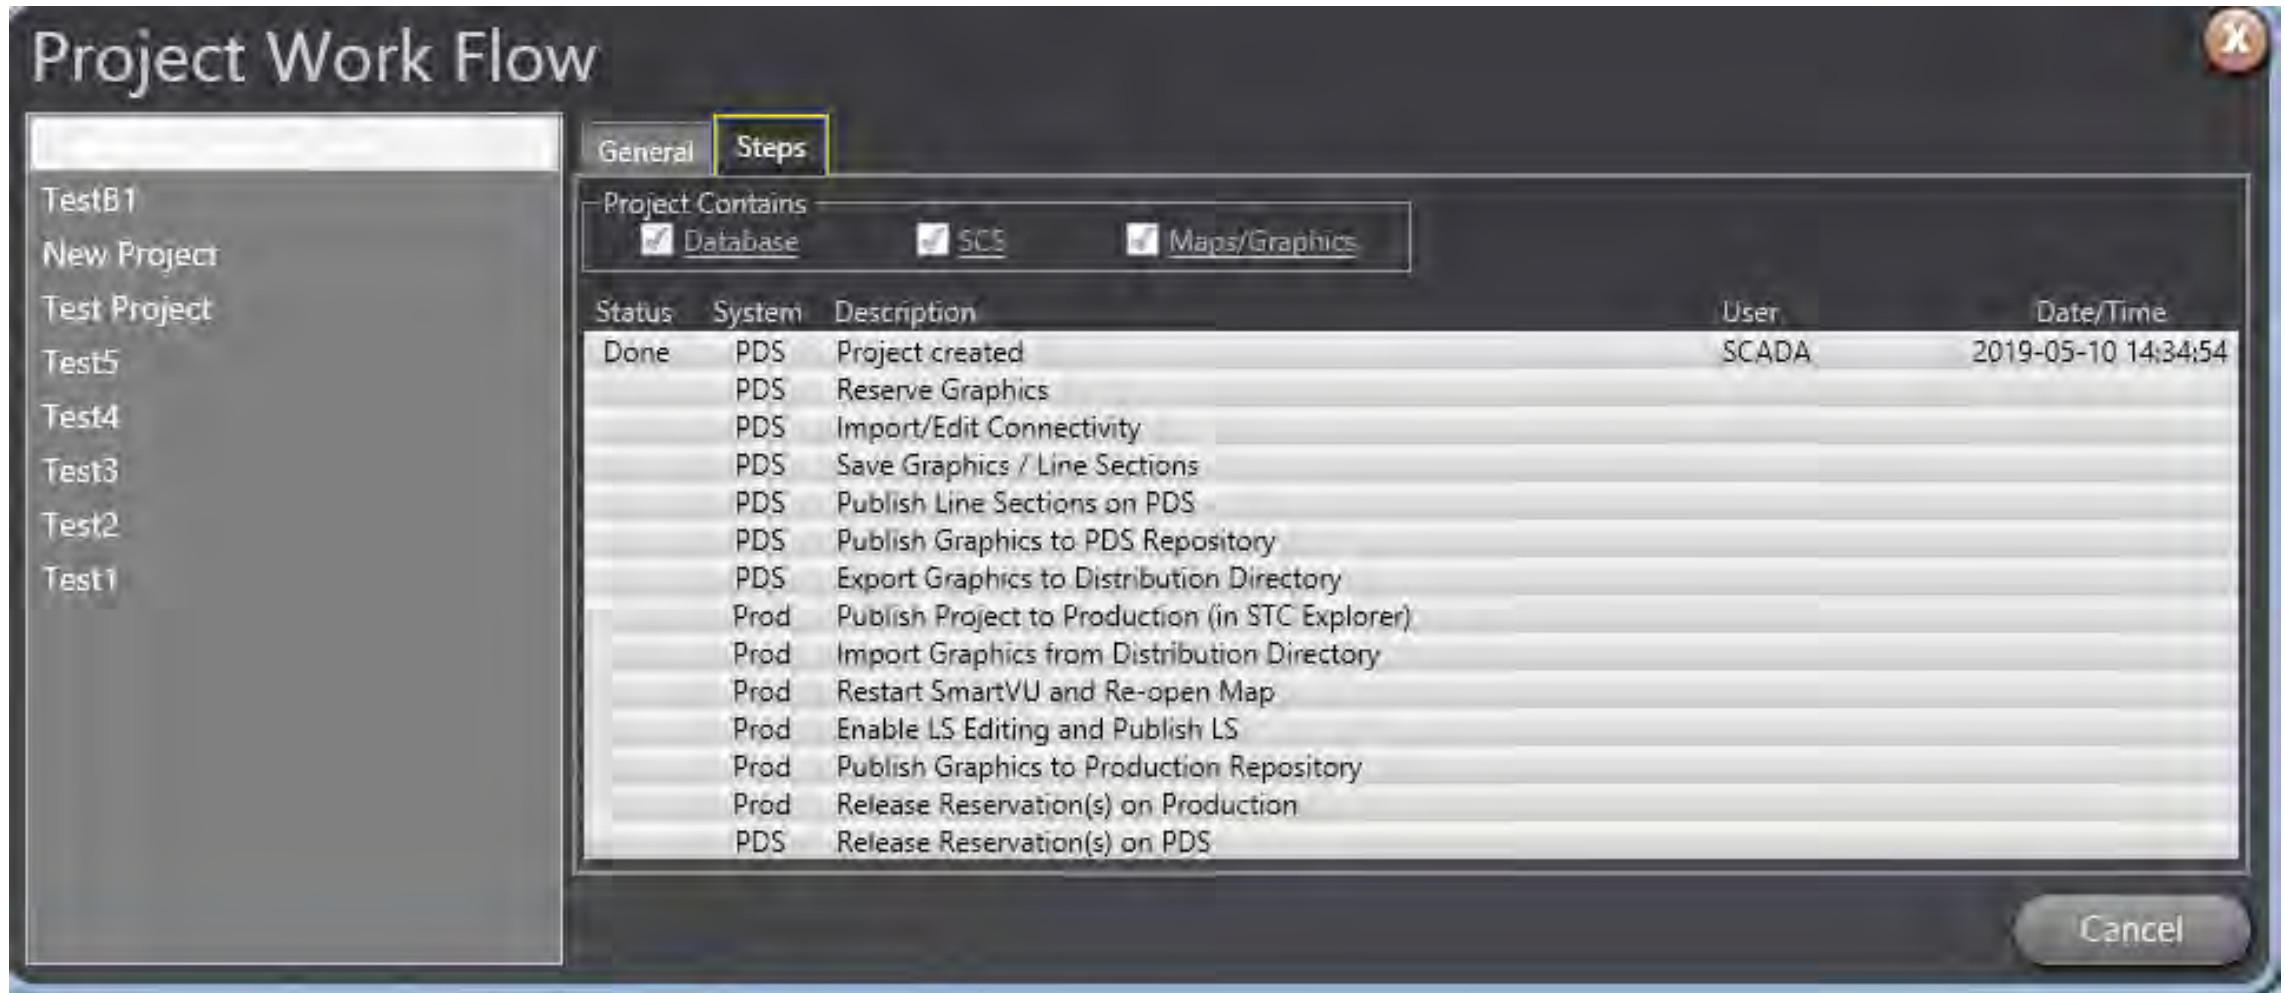 Project Work Flow
X
TestB1
New Project
Test Project
Test5
Test4
Test3
Test2
Test1
General Steps
Project Contains
Database SCS Maps/Graphics
Status System Description User Date/Time
Done PDS Project created SCADA 2019-05-10 14:34:54
PDS Reserve Graphics
PDS Import/Edit Connectivity
PDS Save Graphics / Line Sections
PDS Publish Line Sections on PDS
PDS Publish Graphics to PDS Repository
PDS Export Graphics to Distribution Directory
Prod Publish Project to Production (in STC Explorer)
Prod Import Graphics from Distribution Directory
Prod Restart SmartVU and Re-open Map
Prod Enable LS Editing and Publish LS
Prod Publish Graphics to Production Repository
Prod Release Reservation(s) on Production
PDS Release Reservation(s) on PDS
Cancel